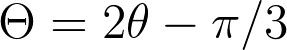 Θ = 2θ − π/3